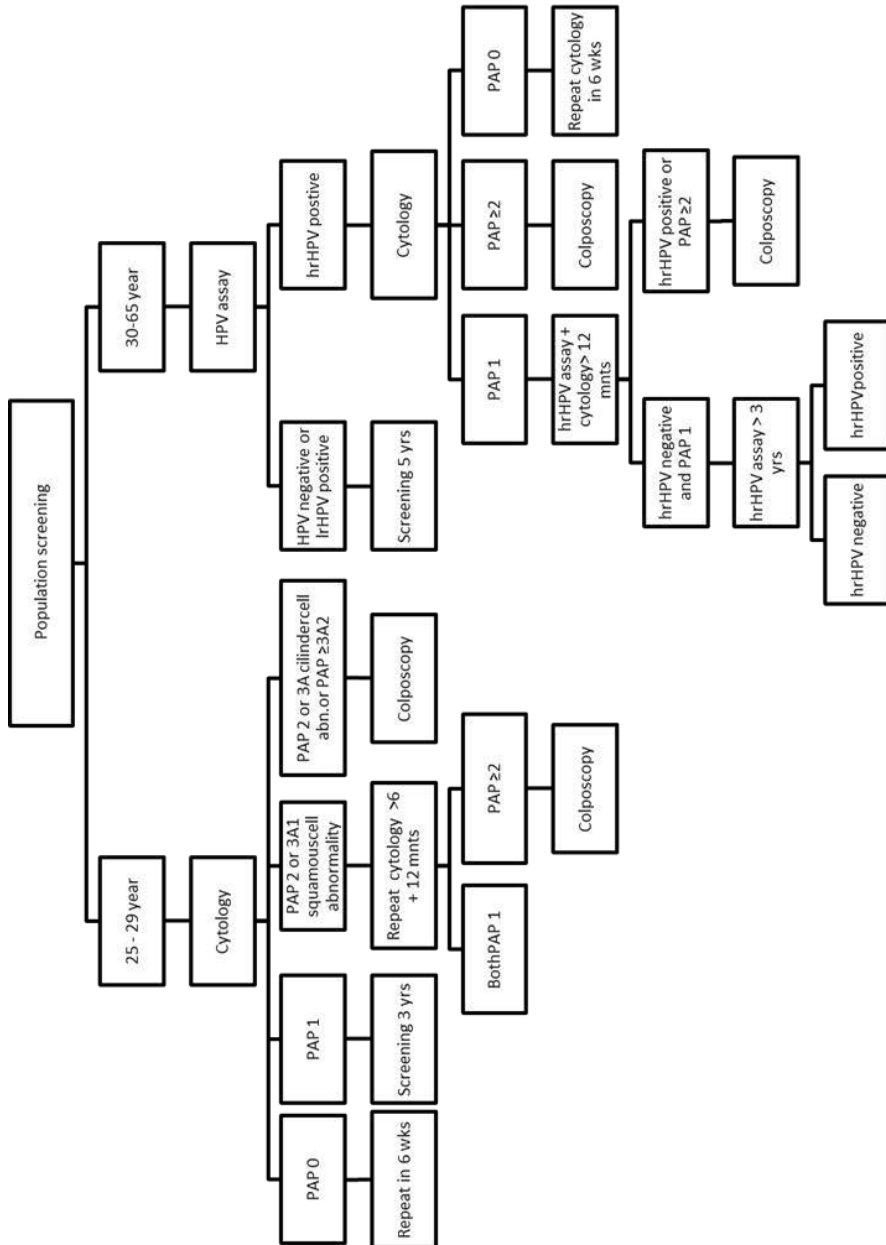 Population screening
25 - 29 year
30-65 year
Cytology
HPV assay
PAP 0
PAP 1
PAP 2 or 3A1
squamouscell
abnormality
PAP 2 or 3A cilindercell
abn.or PAP ≥3A2
HPV negative or
lrHPV positive
hrHPV postive
Repeat in 6 wks
Screening 3 yrs
Repeat cytology >6
+ 12 mnts
Colposcopy
Screening 5 yrs
Cytology
BothPAP 1
PAP ≥2
PAP 1
PAP ≥2
PAP 0
Colposcopy
hrHPV assay +
cytology> 12
mnts
Colposcopy
Repeat cytology
in 6 wks
hrHPV negative
and PAP 1
hrHPV positive or
PAP ≥2
hrHPV assay > 3
yrs
Colposcopy
hrHPV negative
hrHPVpositive